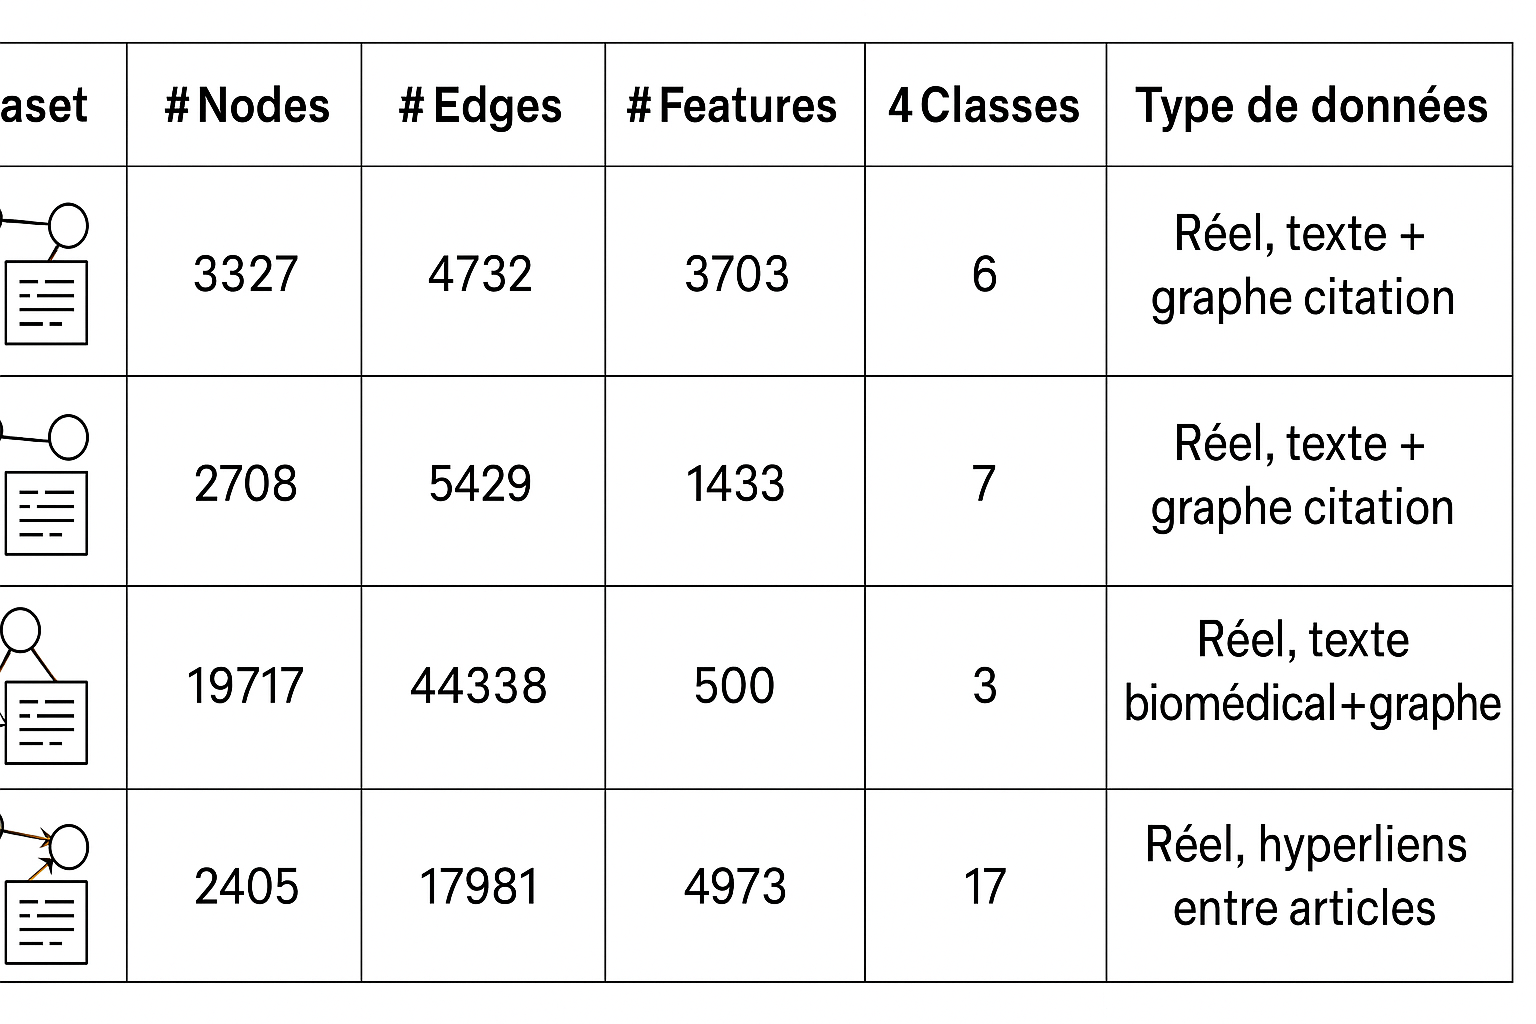 aset # Nodes # Edges # Features 4 Classes Type de données
3327 4732 3703 6 Réel, texte +
graphe citation
2708 5429 1433 7 Réel, texte +
graphe citation
19717 44338 500 3 Réel, texte
biomédical+graphe
2405 17981 4973 17 Réel, hyperliens
entre articles